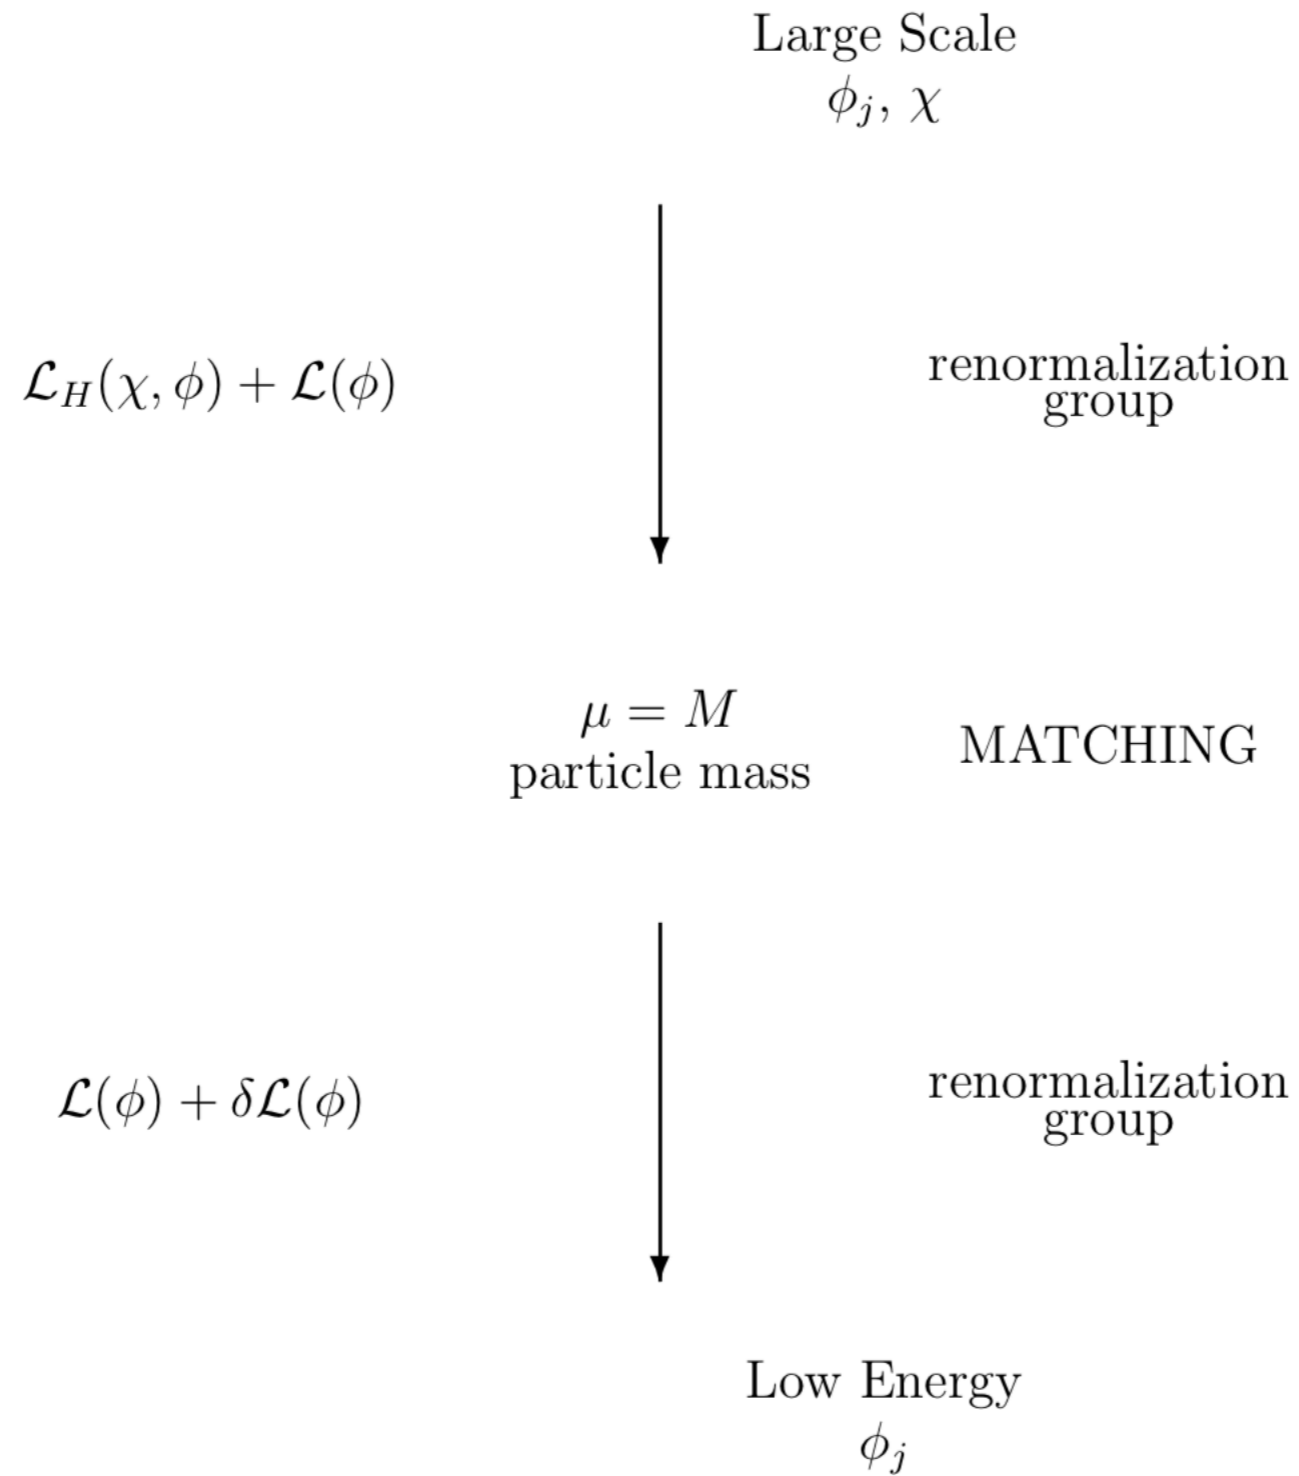 Large Scale
ϕ_j, χ
ℒ_H(χ, ϕ) + ℒ(ϕ)
renormalization
group
μ = M
particle mass
MATCHING
ℒ(ϕ) + δℒ(ϕ)
renormalization
group
Low Energy
ϕ_j